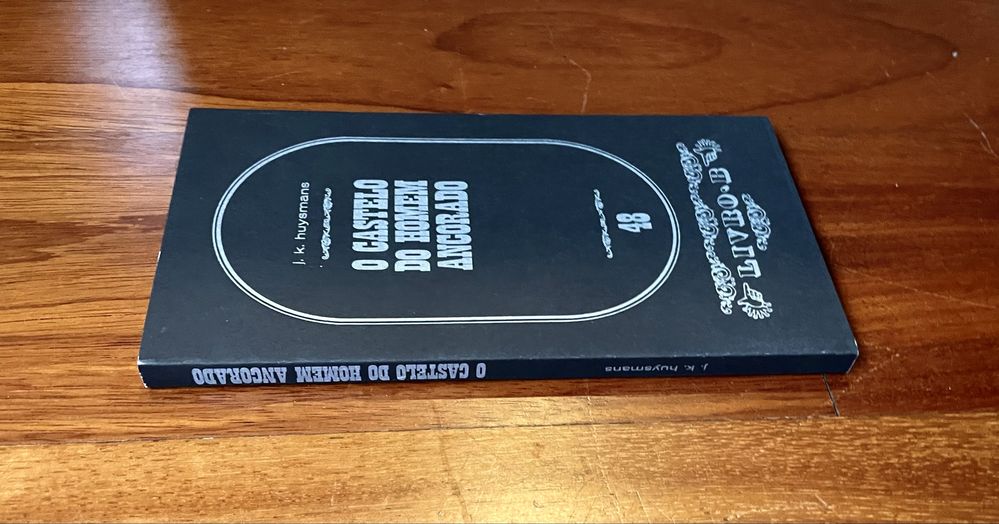 j. k. huysmans
O CASTELO
DO HOMEM
ANCORADO
48
LIVRO.B
O CASTELO DO HOMEM ANCORADO
j. k. huysmans